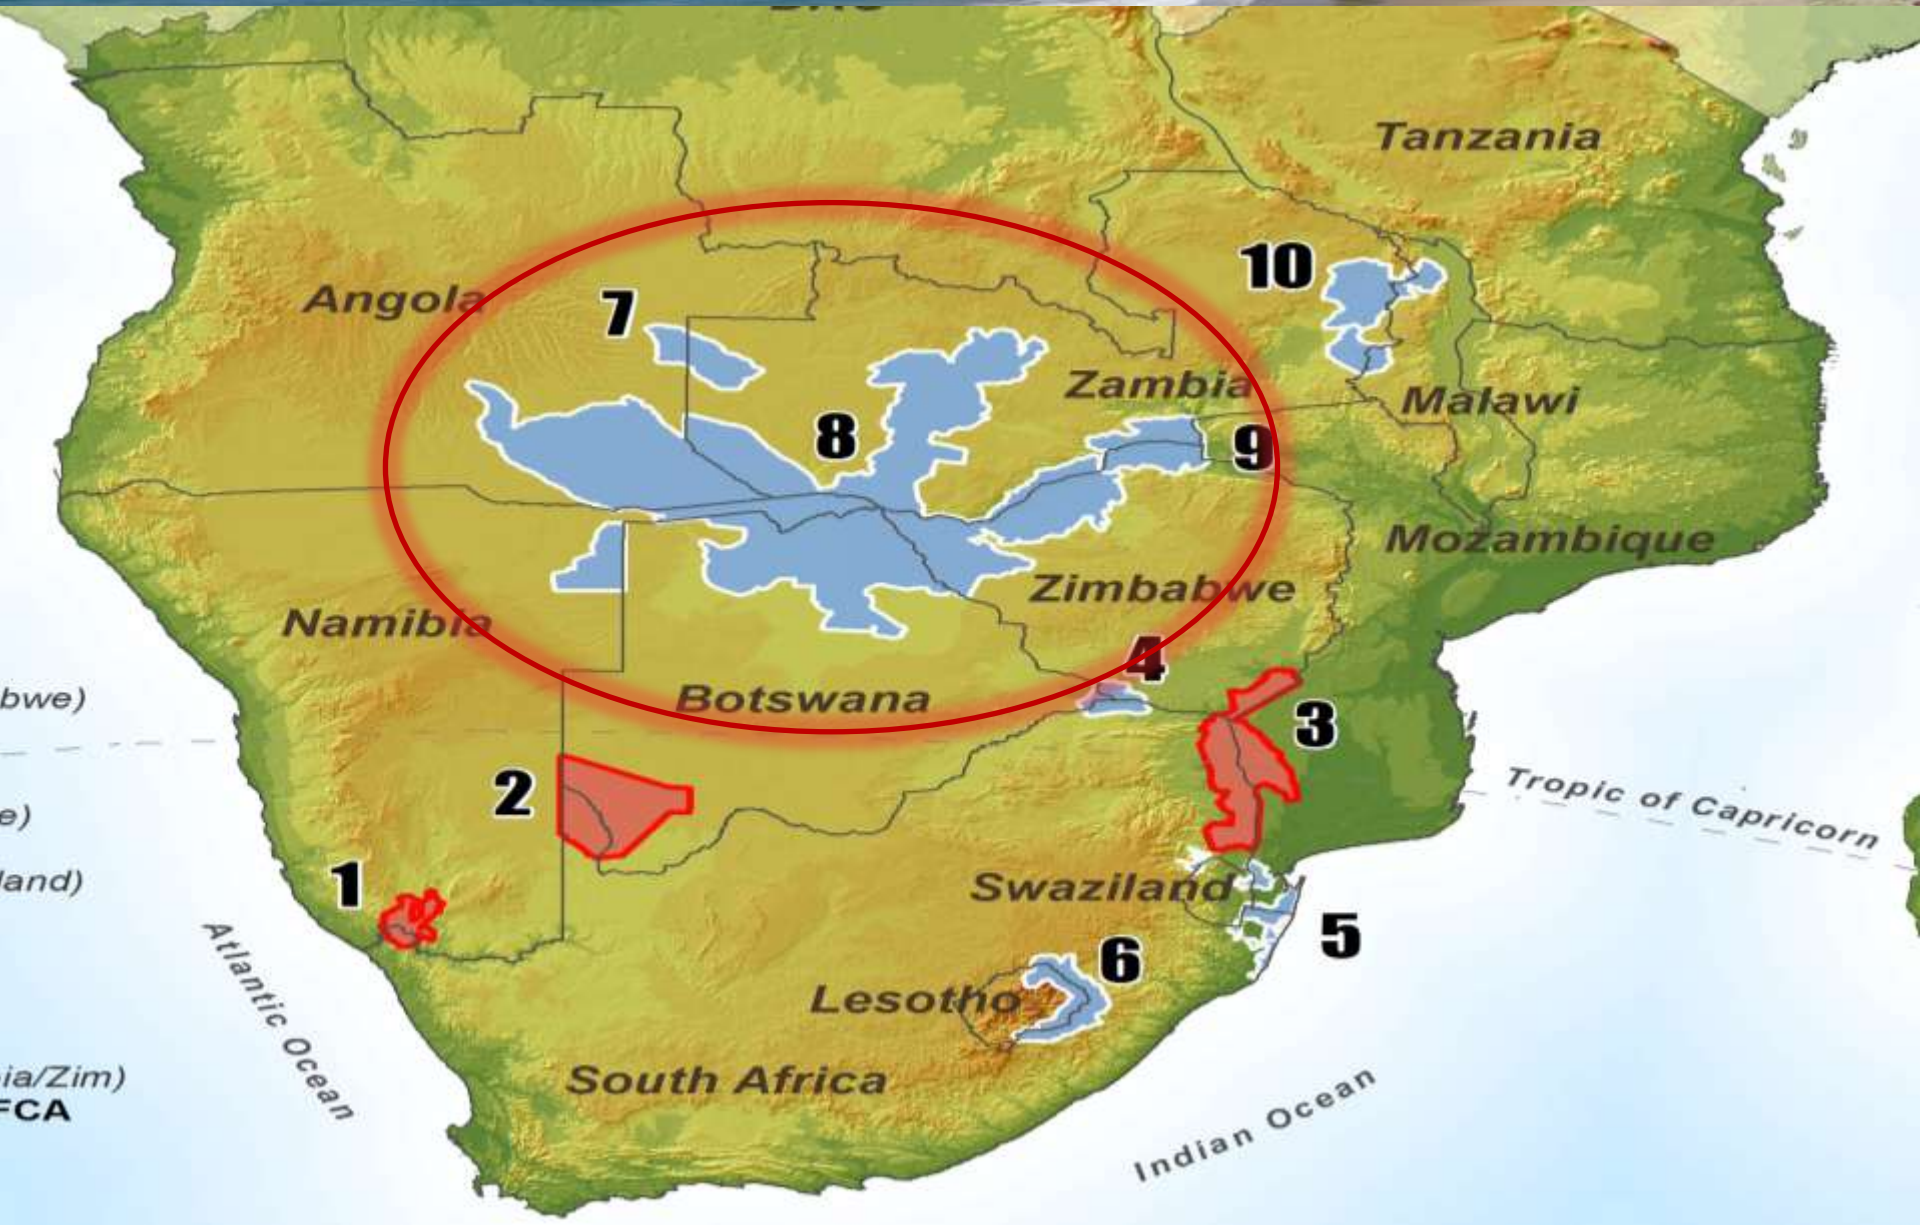 Tanzania
10
Angola
7
Zambia
Malawi
8
9
Mozambique
Zimbabwe
Namibia
4
bwe)
Botswana
3
2
Tropic of Capricorn
e)
1
land)
Swaziland
5
Atlantic Ocean
6
Lesotho
ia/Zim)
South Africa
FCA
Indian Ocean